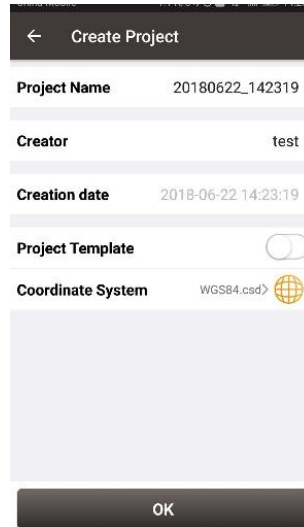 ← Create Project
Project Name 20180622_142319
Creator test
Creation date 2018-06-22 14:23:19
Project Template
Coordinate System WGS84.csd>
OK